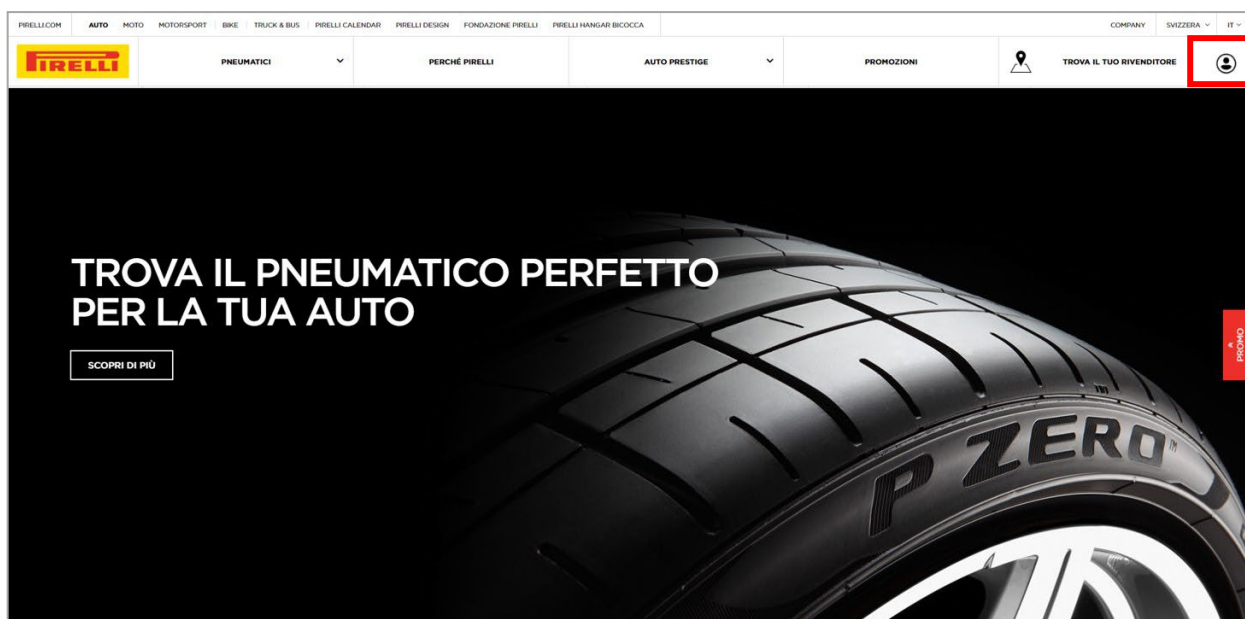 PIRELLI.COM AUTO MOTO MOTORSPORT BIKE TRUCK & BUS PIRELLI CALENDAR PIRELLI DESIGN FONDAZIONE PIRELLI PIRELLI HANGAR BICOCCA COMPANY SVIZZERA IT
PIRELLI PNEUMATICI PERCHÉ PIRELLI AUTO PRESTIGE PROMOZIONI TROVA IL TUO RIVENDITORE
TROVA IL PNEUMATICO PERFETTO
PER LA TUA AUTO
SCOPRI DI PIÙ
PROMO
P ZERO™